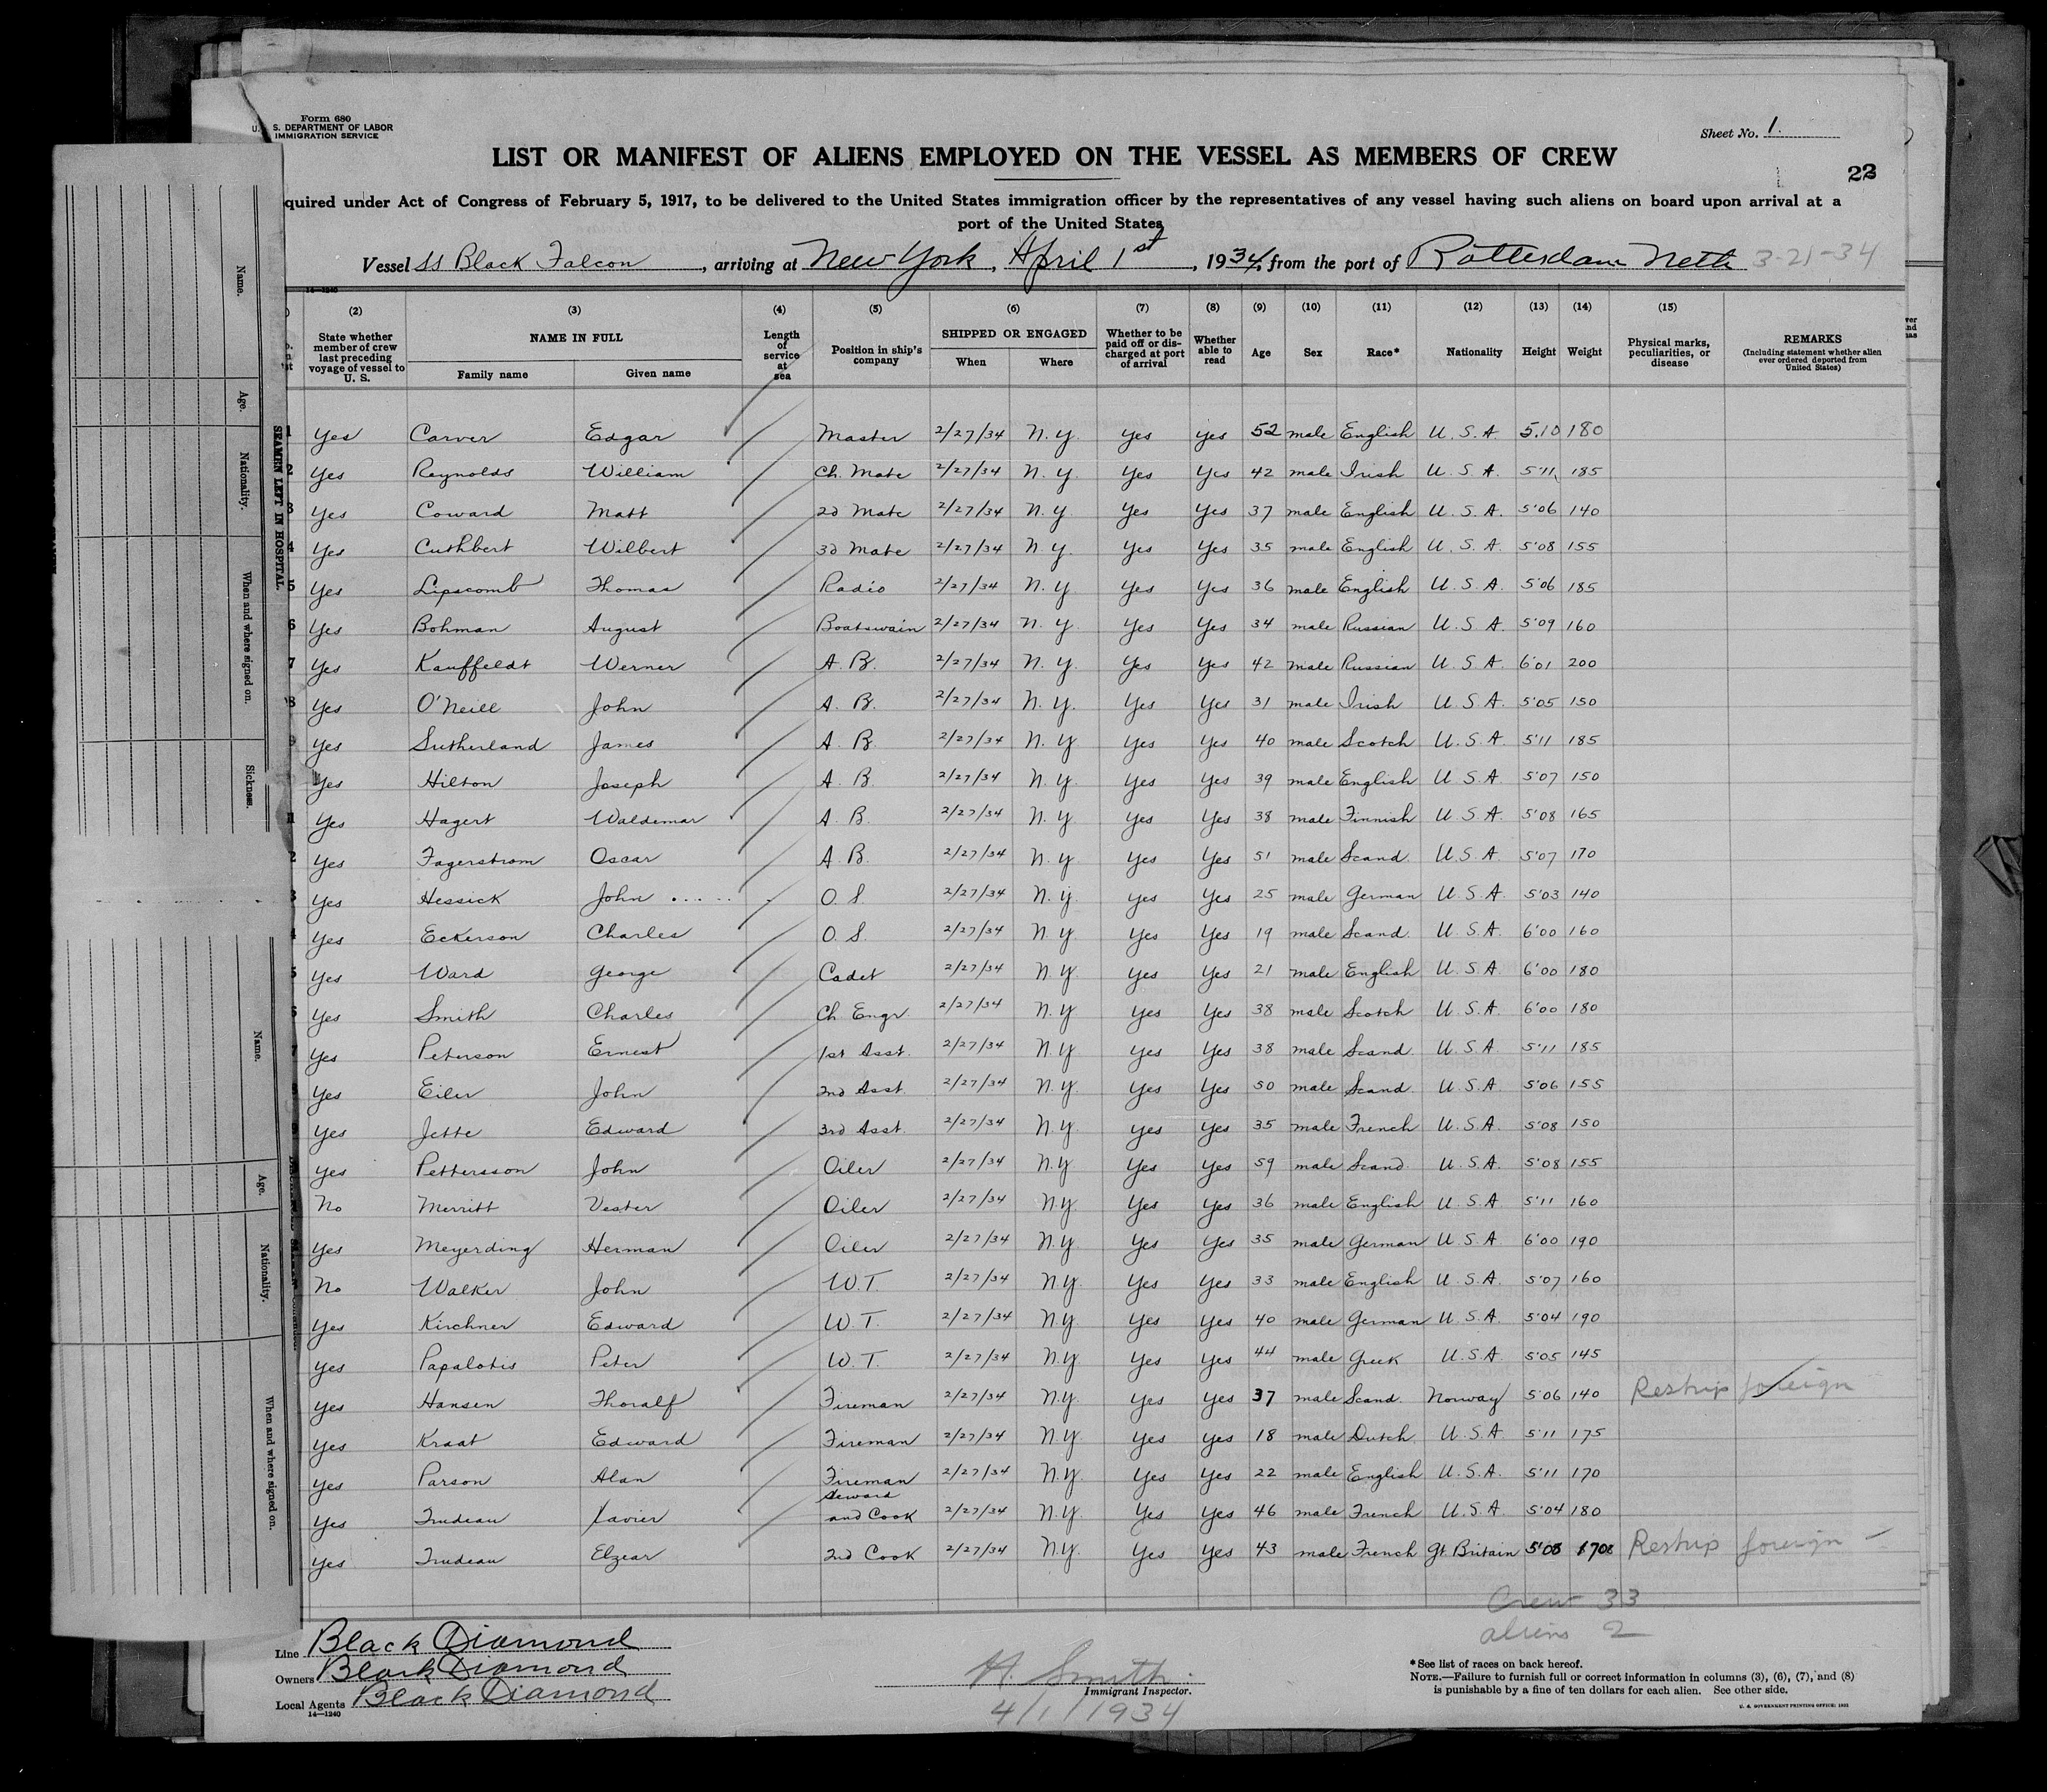 Form 680
U. S. DEPARTMENT OF LABOR
IMMIGRATION SERVICE
Sheet No. 1.
LIST OR MANIFEST OF ALIENS EMPLOYED ON THE VESSEL AS MEMBERS OF CREW
22
quired under Act of Congress of February 5, 1917, to be delivered to the United States immigration officer by the representatives of any vessel having such aliens on board upon arrival at a
port of the United States
Vessel SS Black Falcon, arriving at New York, April 1st, 1934, from the port of Rotterdam Neth 3-21-34
14—1240
(2) (3) (4) (5) (6) (7) (8) (9) (10) (11) (12) (13) (14) (15)
State whether member of crew last preceding voyage of vessel to U. S. NAME IN FULL Family name Given name Length of service at sea Position in ship's company SHIPPED OR ENGAGED When Where Whether to be paid off or discharged at port of arrival Whether able to read Age Sex Race* Nationality Height Weight Physical marks, peculiarities, or disease REMARKS (Including statement whether alien ever ordered deported from United States)
1 Yes Carver Edgar Master 2/27/34 N.Y. Yes Yes 52 male English U.S.A. 5.10 180
2 Yes Reynolds William Ch. Mate 2/27/34 N.Y. Yes Yes 42 male Irish U.S.A. 5'11 185
3 Yes Coward Matt 2d Mate 2/27/34 N.Y. Yes Yes 37 male English U.S.A. 5'06 140
4 Yes Cuthbert Wilbert 3d Mate 2/27/34 N.Y. Yes Yes 35 male English U.S.A. 5'08 155
5 Yes Lipscomb Thomas Radio 2/27/34 N.Y. Yes Yes 36 male English U.S.A. 5'06 185
6 Yes Bohman August Boatswain 2/27/34 N.Y. Yes Yes 34 male Russian U.S.A. 5'09 160
7 Yes Kauffeldt Werner A.B. 2/27/34 N.Y. Yes Yes 42 male Russian U.S.A. 6'01 200
8 Yes O'Neill John A.B. 2/27/34 N.Y. Yes Yes 31 male Irish U.S.A. 5'05 150
9 Yes Sutherland James A.B. 2/27/34 N.Y. Yes Yes 40 male Scotch U.S.A. 5'11 185
Yes Hilton Joseph A.B. 2/27/34 N.Y. Yes Yes 39 male English U.S.A. 5'07 150
11 Yes Hagert Waldemar A.B. 2/27/34 N.Y. Yes Yes 38 male Finnish U.S.A. 5'08 165
2 Yes Fagerstrom Oscar A.B. 2/27/34 N.Y. Yes Yes 51 male Scand. U.S.A. 5'07 170
3 Yes Hessick John O.S. 2/27/34 N.Y. Yes Yes 25 male German U.S.A. 5'03 140
4 Yes Eckerson Charles O.S. 2/27/34 N.Y. Yes Yes 19 male Scand. U.S.A. 6'00 160
5 Yes Ward George Cadet 2/27/34 N.Y. Yes Yes 21 male English U.S.A. 6'00 180
6 Yes Smith Charles Ch. Engr 2/27/34 N.Y. Yes Yes 38 male Scotch U.S.A. 6'00 180
7 Yes Peterson Ernest 1st Asst. 2/27/34 N.Y. Yes Yes 38 male Scand. U.S.A. 5'11 185
Yes Eiler John 2nd Asst. 2/27/34 N.Y. Yes Yes 50 male Scand. U.S.A. 5'06 155
Yes Jette Edward 3rd Asst. 2/27/34 N.Y. Yes Yes 35 male French U.S.A. 5'08 150
Yes Pettersson John Oiler 2/27/34 N.Y. Yes Yes 59 male Scand. U.S.A. 5'08 155
No Merritt Vester Oiler 2/27/34 N.Y. Yes Yes 36 male English U.S.A. 5'11 160
Yes Meyerding Herman Oiler 2/27/34 N.Y. Yes Yes 35 male German U.S.A. 6'00 190
No Walker John W.T. 2/27/34 N.Y. Yes Yes 33 male English U.S.A. 5'07 160
Yes Kirchner Edward W.T. 2/27/34 N.Y. Yes Yes 40 male German U.S.A. 5'04 190
Yes Papalotis Peter W.T. 2/27/34 N.Y. Yes Yes 44 male Greek U.S.A. 5'05 145
Yes Hansen Thoralf Fireman 2/27/34 N.Y. Yes Yes 37 male Scand. Norway 5'06 140 Reship foreign
Yes Kraat Edward Fireman 2/27/34 N.Y. Yes Yes 18 male Dutch U.S.A. 5'11 175
Yes Parson Alan Fireman 2/27/34 N.Y. Yes Yes 22 male English U.S.A. 5'11 170
Yes Trudeau Xavier Steward and Cook 2/27/34 N.Y. Yes Yes 46 male French U.S.A. 5'04 180
Yes Trudeau Elzear 2nd Cook 2/27/34 N.Y. Yes Yes 43 male French Gt. Britain 5'08 170 Reship foreign
Crew 33
aliens 2
Line Black Diamond
Owners Black Diamond
Local Agents Black Diamond
14—1240
H. Smith
Immigrant Inspector.
4/1/1934
*See list of races on back hereof.
NOTE.—Failure to furnish full or correct information in columns (3), (6), (7), and (8)
is punishable by a fine of ten dollars for each alien. See other side.
U. S. GOVERNMENT PRINTING OFFICE: 1932
SEAMEN LEFT IN HOSPITAL
Name.
Age.
Nationality.
When and where signed on.
Sickness.
Name.
Age.
Nationality.
When and where signed on.